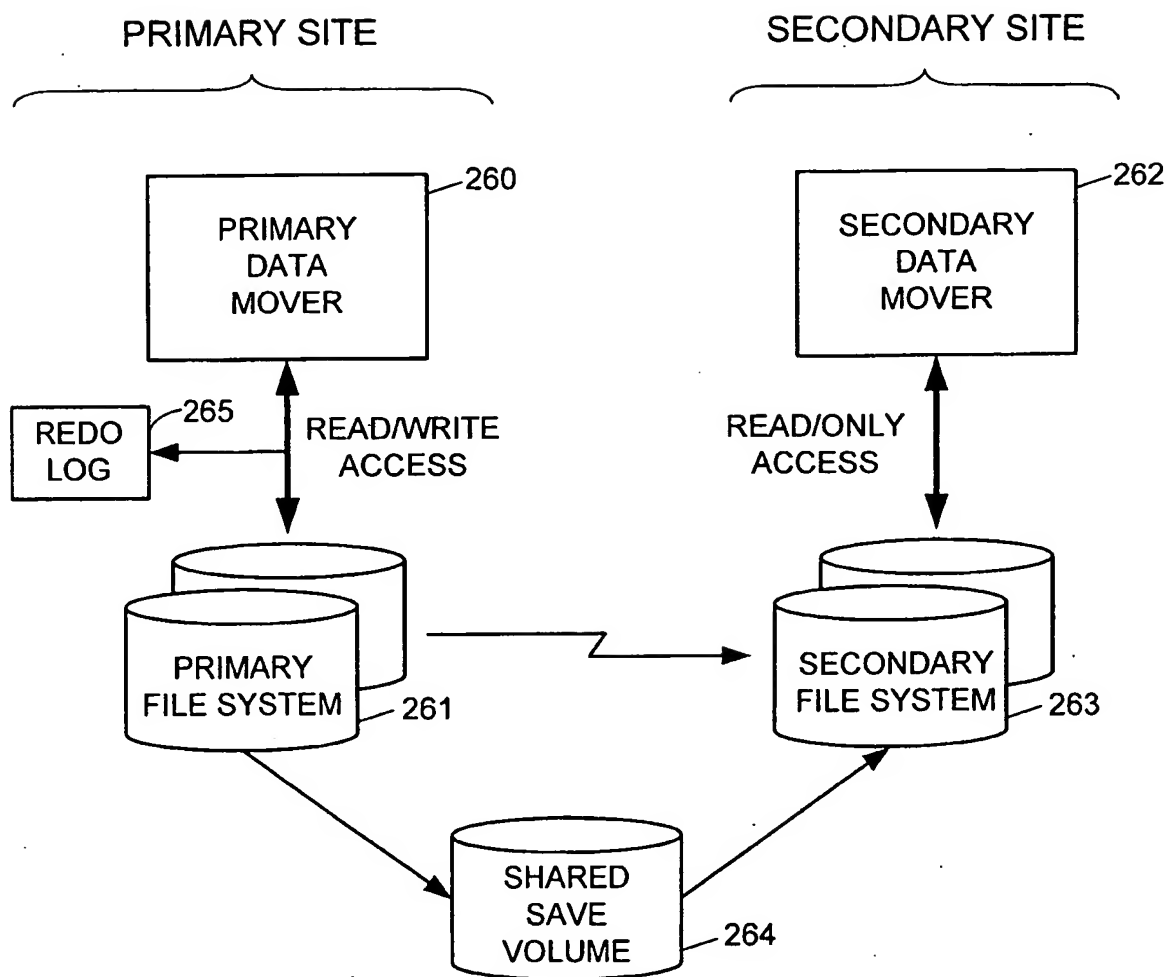 PRIMARY SITE
SECONDARY SITE
260
PRIMARY
DATA
MOVER
262
SECONDARY
DATA
MOVER
265
REDO
LOG
READ/WRITE
ACCESS
READ/ONLY
ACCESS
PRIMARY
FILE SYSTEM
261
SECONDARY
FILE SYSTEM
263
SHARED
SAVE
VOLUME
264